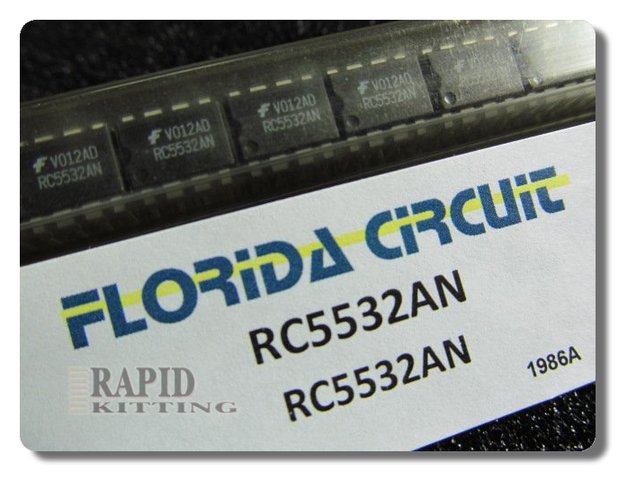 V012AD
RC5532AN
V012AD
RC5532AN
V012AD
RC5532AN
V012AD
RC5532AN
FLORIDA CIRCUIT
RC5532AN
RC5532AN
1986A
RAPID
KITTING